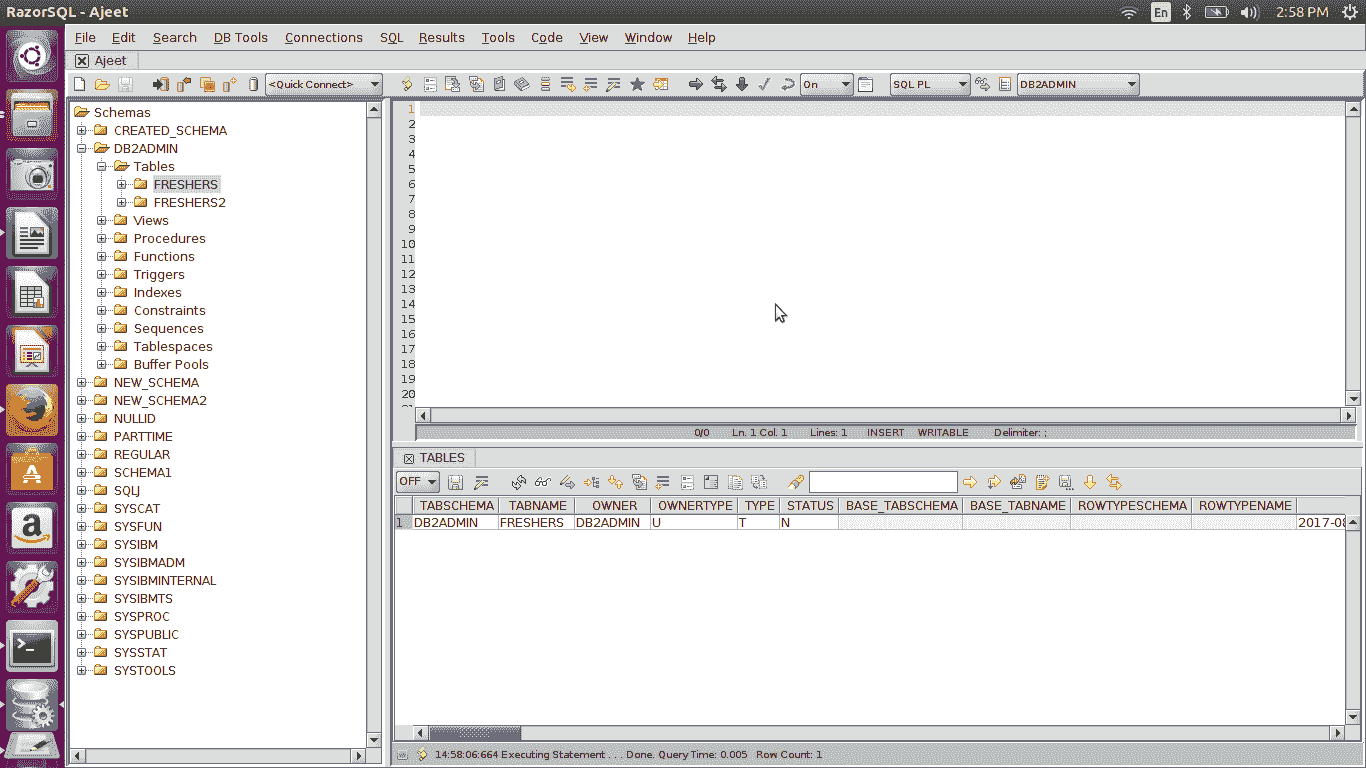 RazorSQL - Ajeet
En
2:58 PM
File Edit Search DB Tools Connections SQL Results Tools Code View Window Help
Ajeet
<Quick Connect>
On
SQL PL
DB2ADMIN
Schemas
CREATED_SCHEMA
DB2ADMIN
Tables
FRESHERS
FRESHERS2
Views
Procedures
Functions
Triggers
Indexes
Constraints
Sequences
Tablespaces
Buffer Pools
NEW_SCHEMA
NEW_SCHEMA2
NULLID
PARTTIME
REGULAR
SCHEMA1
SQLJ
SYSCAT
SYSFUN
SYSIBM
SYSIBMADM
SYSIBMINTERNAL
SYSIBMTS
SYSPROC
SYSPUBLIC
SYSSTAT
SYSTOOLS
1
2
3
4
5
6
7
8
9
10
11
12
13
14
15
16
17
18
19
20
0/0 Ln. 1 Col. 1 Lines: 1 INSERT WRITABLE Delimiter: ;
TABLES
OFF
TABSCHEMA TABNAME OWNER OWNERTYPE TYPE STATUS BASE_TABSCHEMA BASE_TABNAME ROWTYPESCHEMA ROWTYPENAME
1 DB2ADMIN FRESHERS DB2ADMIN U T N 2017-08
14:58:06:664 Executing Statement . . . Done. Query Time: 0.005 Row Count: 1